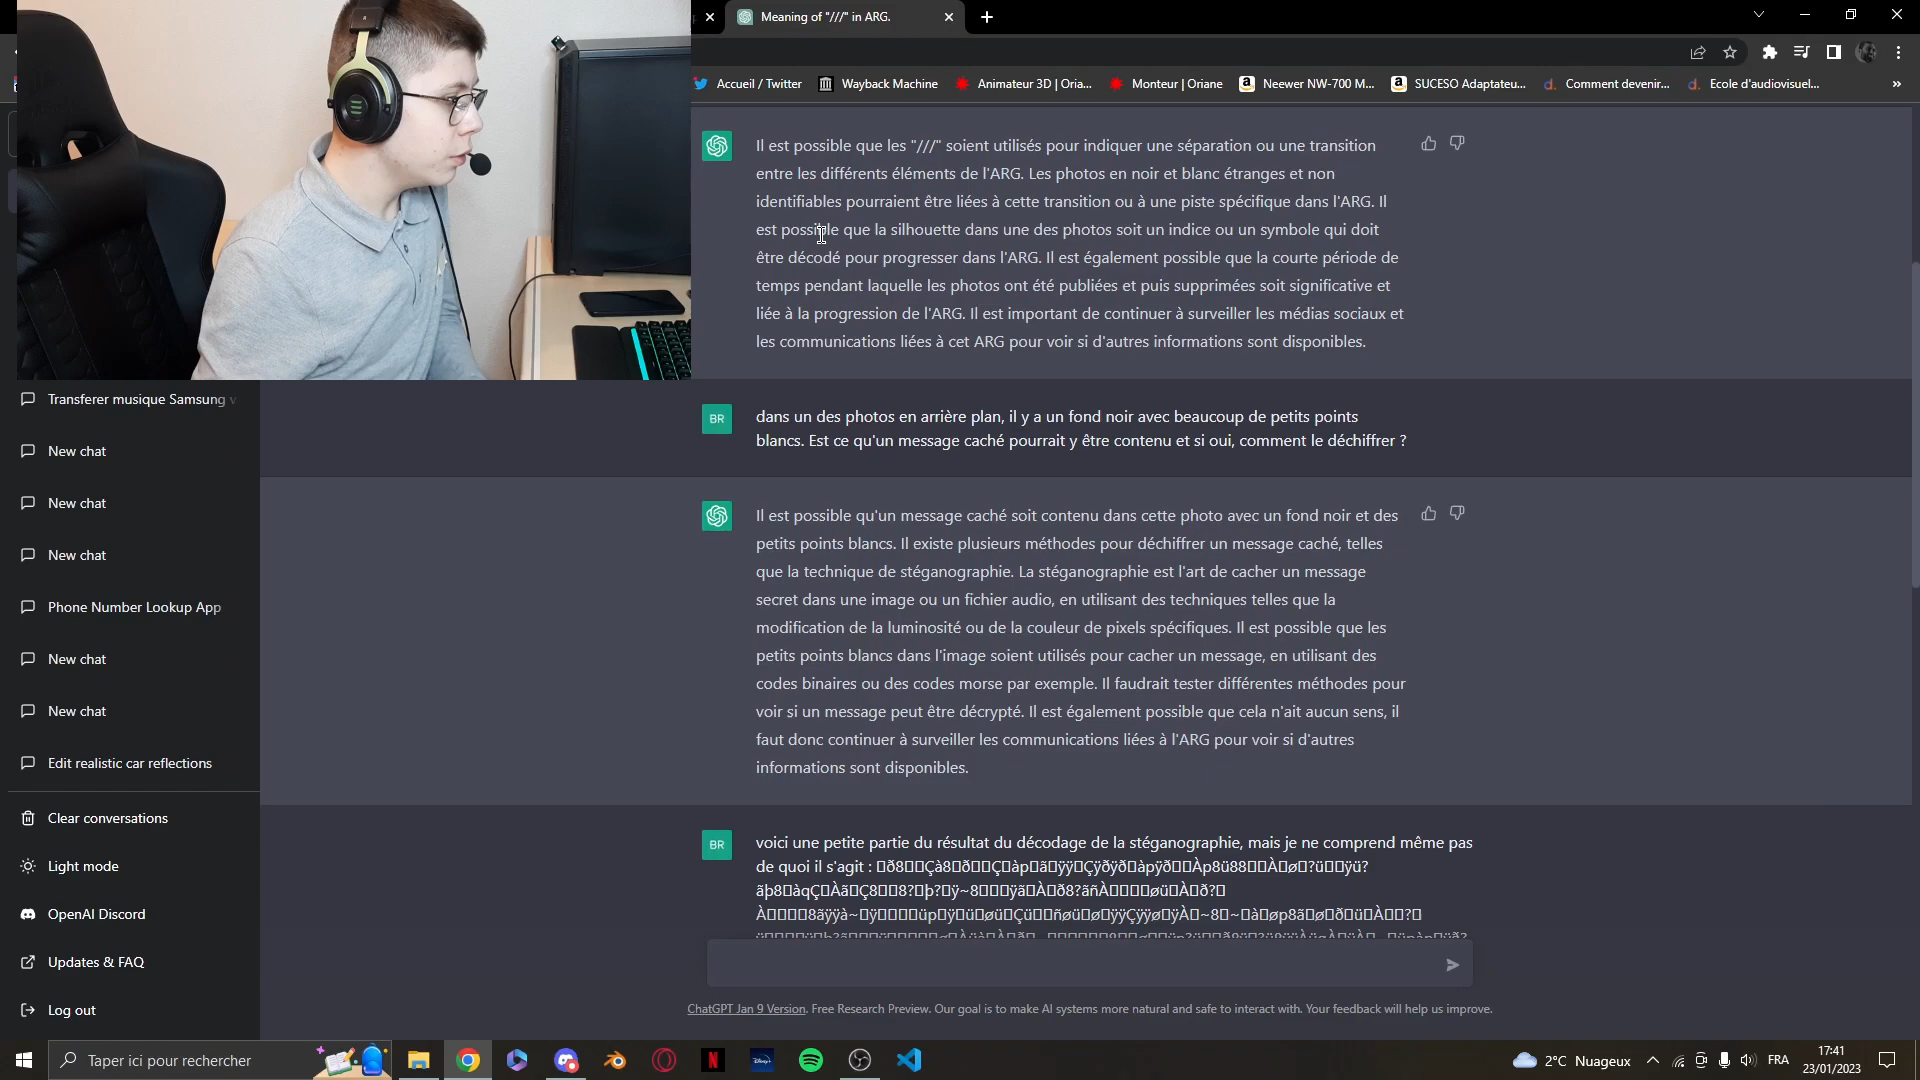 Meaning of "///" in ARG.
Accueil / Twitter
Wayback Machine
Animateur 3D | Oria...
Monteur | Oriane
Neewer NW-700 M...
SUCESO Adaptateu...
Comment devenir...
Ecole d'audiovisuel...
Il est possible que les "///" soient utilisés pour indiquer une séparation ou une transition
entre les différents éléments de l'ARG. Les photos en noir et blanc étranges et non
identifiables pourraient être liées à cette transition ou à une piste spécifique dans l'ARG. Il
est possible que la silhouette dans une des photos soit un indice ou un symbole qui doit
être décodé pour progresser dans l'ARG. Il est également possible que la courte période de
temps pendant laquelle les photos ont été publiées et puis supprimées soit significative et
liée à la progression de l'ARG. Il est important de continuer à surveiller les médias sociaux et
les communications liées à cet ARG pour voir si d'autres informations sont disponibles.
BR
dans un des photos en arrière plan, il y a un fond noir avec beaucoup de petits points
blancs. Est ce qu'un message caché pourrait y être contenu et si oui, comment le déchiffrer ?
Il est possible qu'un message caché soit contenu dans cette photo avec un fond noir et des
petits points blancs. Il existe plusieurs méthodes pour déchiffrer un message caché, telles
que la technique de stéganographie. La stéganographie est l'art de cacher un message
secret dans une image ou un fichier audio, en utilisant des techniques telles que la
modification de la luminosité ou de la couleur de pixels spécifiques. Il est possible que les
petits points blancs dans l'image soient utilisés pour cacher un message, en utilisant des
codes binaires ou des codes morse par exemple. Il faudrait tester différentes méthodes pour
voir si un message peut être décrypté. Il est également possible que cela n'ait aucun sens, il
faut donc continuer à surveiller les communications liées à l'ARG pour voir si d'autres
informations sont disponibles.
BR
voici une petite partie du résultat du décodage de la stéganographie, mais je ne comprend même pas
de quoi il s'agit :
Transferer musique Samsung
New chat
New chat
New chat
Phone Number Lookup App
New chat
New chat
Edit realistic car reflections
Clear conversations
Light mode
OpenAI Discord
Updates & FAQ
Log out
ChatGPT Jan 9 Version. Free Research Preview. Our goal is to make AI systems more natural and safe to interact with. Your feedback will help us improve.
Taper ici pour rechercher
2°C Nuageux
FRA
17:41
23/01/2023